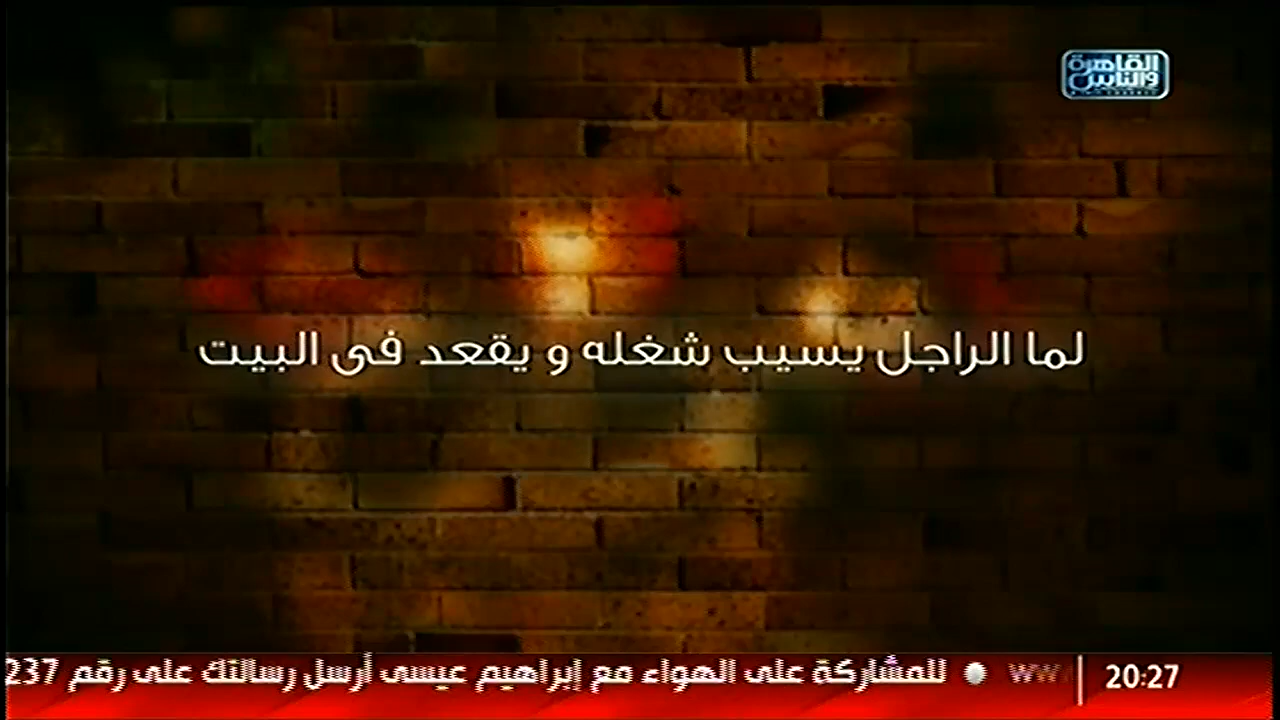 القاهرة
والناس
لما الراجل يسيب شغله و يقعد فى البيت
20:27
WW
للمشاركة على الهواء مع إبراهيم عيسى أرسل رسالتك على رقم 237